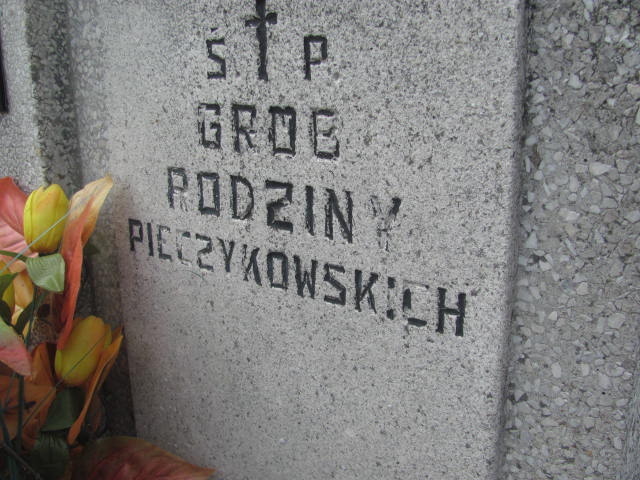 Ś P
GRÓB
RODZINY
PIECZYKOWSKICH